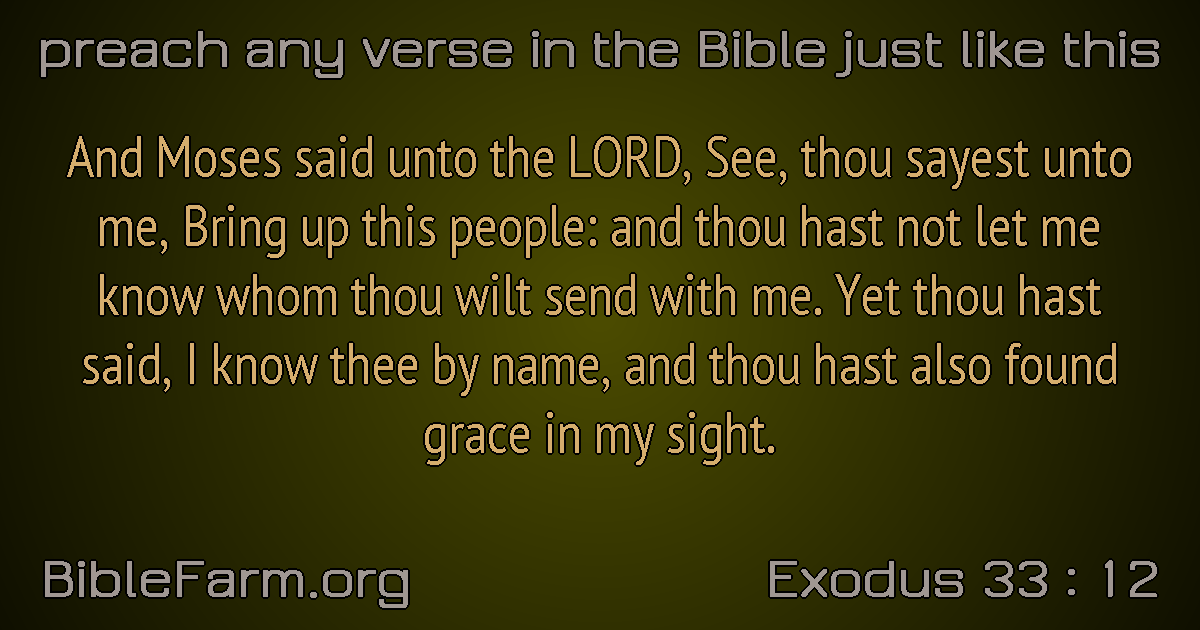 preach any verse in the Bible just like this
And Moses said unto the LORD, See, thou sayest unto
me, Bring up this people: and thou hast not let me
know whom thou wilt send with me. Yet thou hast
said, I know thee by name, and thou hast also found
grace in my sight.
BibleFarm.org
Exodus 33 : 12